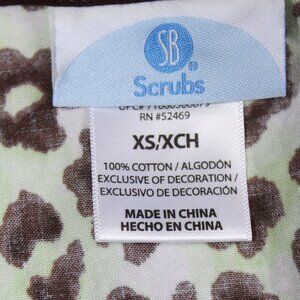 SB
®
Scrubs
RN #52469
XS/XCH
100% COTTON / ALGODÓN
EXCLUSIVE OF DECORATION /
EXCLUSIVO DE DECORACIÓN
MADE IN CHINA
HECHO EN CHINA